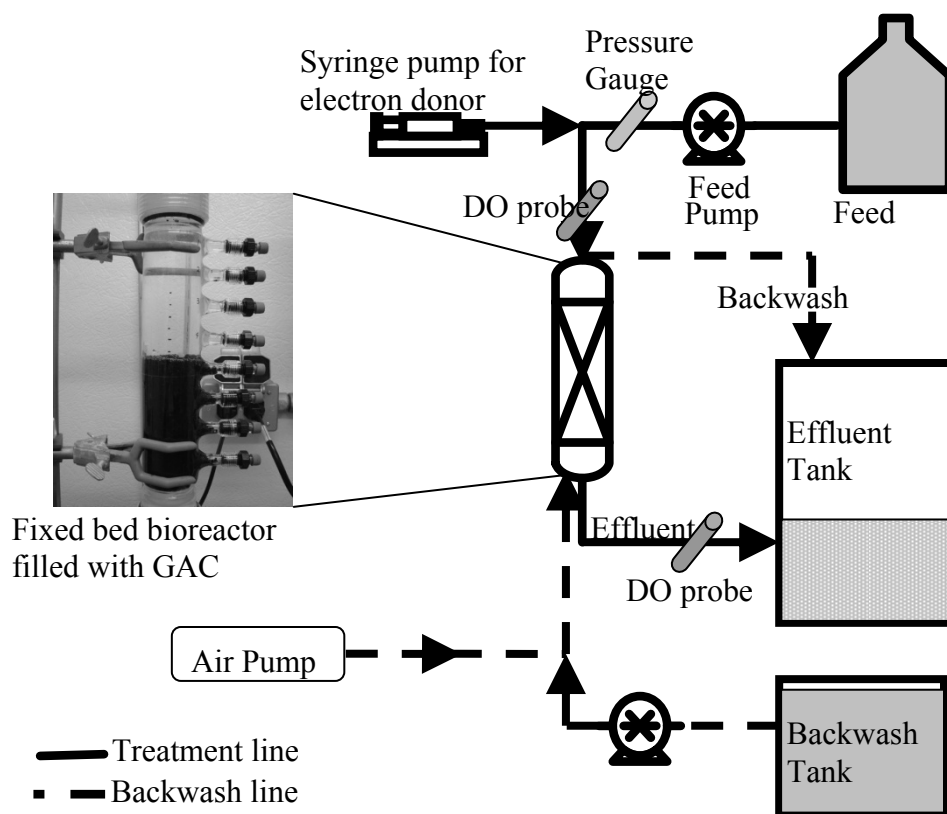 Pressure
Gauge
Syringe pump for
electron donor
DO probe
Feed
Pump
Feed
Backwash
Effluent
Tank
Fixed bed bioreactor
filled with GAC
Effluent
DO probe
Air Pump
Backwash
Tank
Treatment line
Backwash line